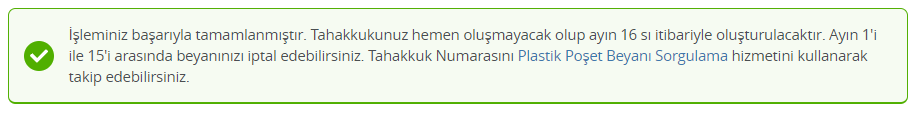 İşleminiz başarıyla tamamlanmıştır. Tahakkukunuz hemen oluşmayacak olup ayın 16 sı itibariyle oluşturulacaktır. Ayın 1'i
ile 15'i arasında beyanınızı iptal edebilirsiniz. Tahakkuk Numarasını Plastik Poşet Beyanı Sorgulama hizmetini kullanarak
takip edebilirsiniz.